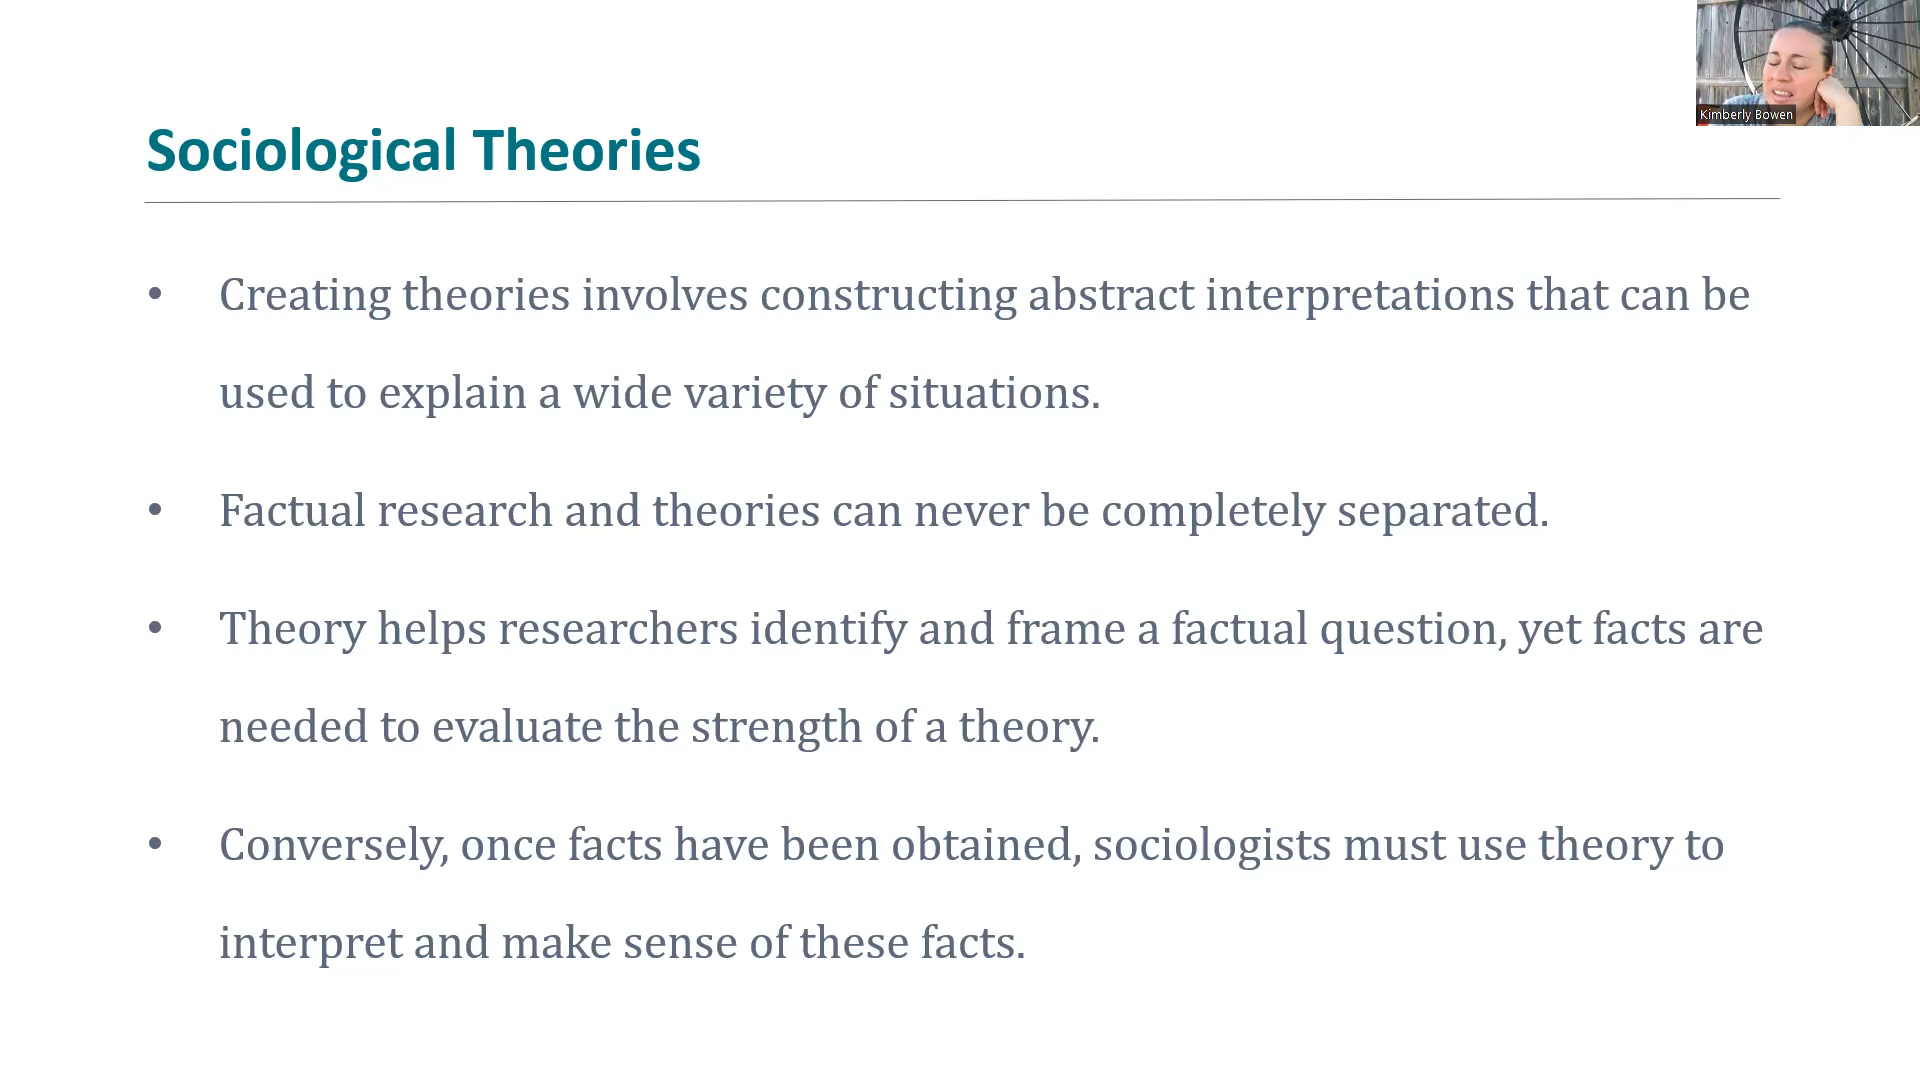 Kimberly Bowen
Sociological Theories
• Creating theories involves constructing abstract interpretations that can be
used to explain a wide variety of situations.
• Factual research and theories can never be completely separated.
• Theory helps researchers identify and frame a factual question, yet facts are
needed to evaluate the strength of a theory.
• Conversely, once facts have been obtained, sociologists must use theory to
interpret and make sense of these facts.